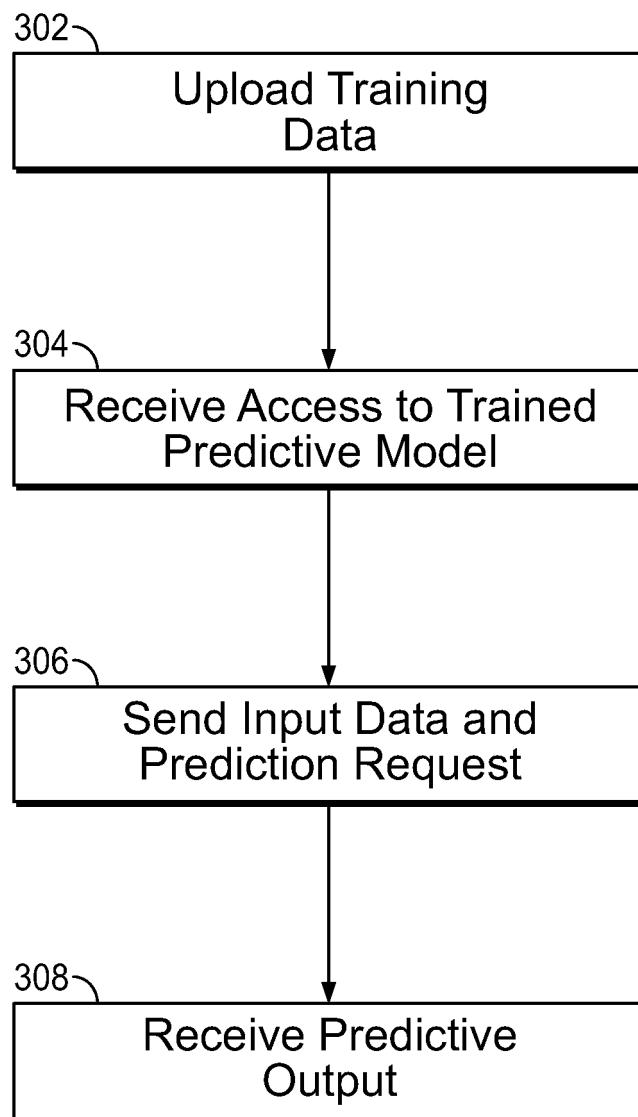 302
Upload Training
Data
304
Receive Access to Trained
Predictive Model
306
Send Input Data and
Prediction Request
308
Receive Predictive
Output